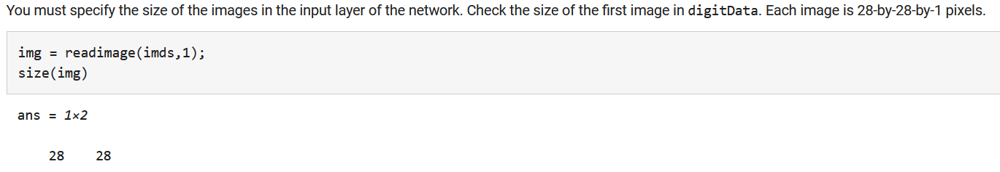 You must specify the size of the images in the input layer of the network. Check the size of the first image in digitData. Each image is 28-by-28-by-1 pixels.
img = readimage(imds,1);
size(img)
ans = 1×2
28 28